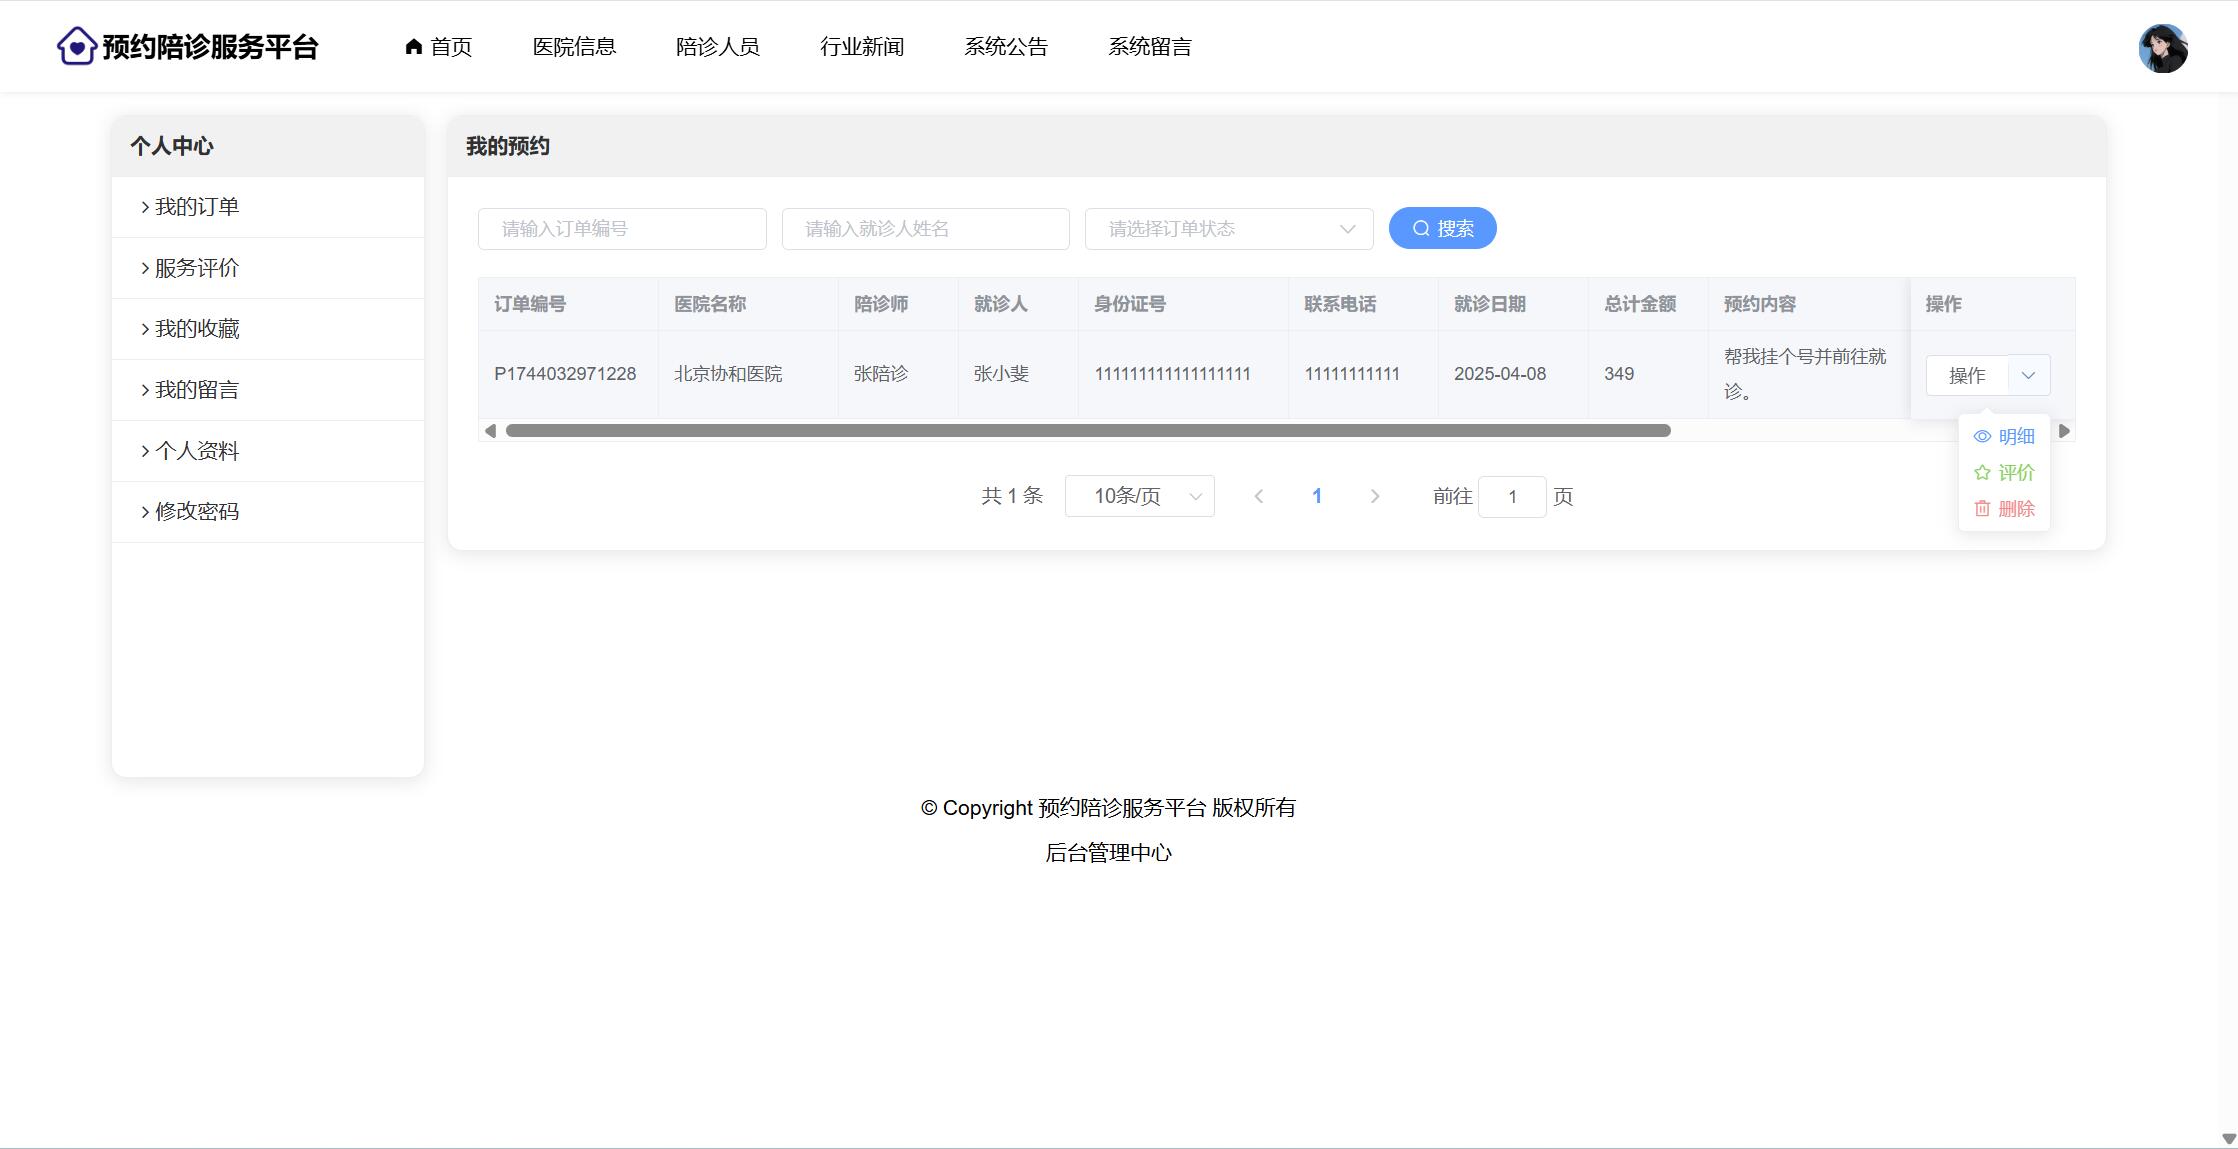 预约陪诊服务平台 首页 医院信息 陪诊人员 行业新闻 系统公告 系统留言
个人中心
我的订单
服务评价
我的收藏
我的留言
个人资料
修改密码
我的预约
请输入订单编号 请输入就诊人姓名 请选择订单状态 搜索
订单编号 医院名称 陪诊师 就诊人 身份证号 联系电话 就诊日期 总计金额 预约内容 操作
P1744032971228 北京协和医院 张陪诊 张小斐 111111111111111111 11111111111 2025-04-08 349 帮我挂个号并前往就 操作
诊。
明细
评价
删除
共 1 条 10条/页 1 前往 1 页
© Copyright 预约陪诊服务平台 版权所有
后台管理中心